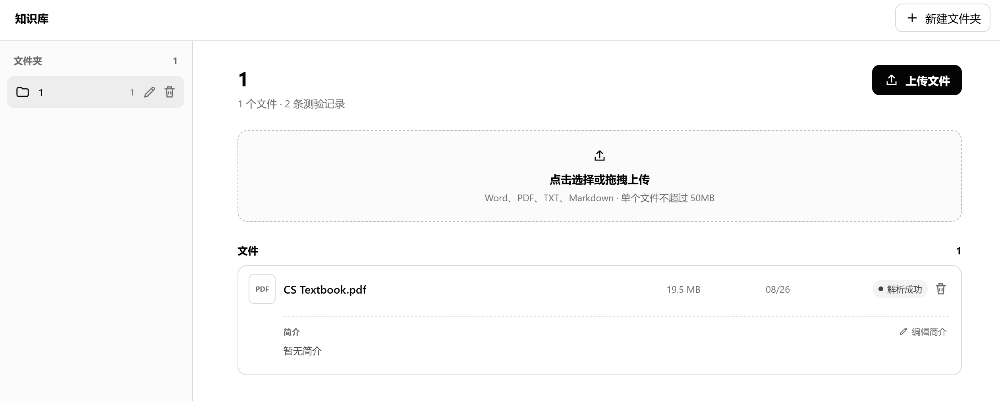 知识库
新建文件夹
文件夹 1
1 1
1
上传文件
1 个文件 · 2 条测验记录
点击选择或拖拽上传
Word、PDF、TXT、Markdown · 单个文件不超过 50MB
文件 1
PDF CS Textbook.pdf 19.5 MB 08/26 解析成功
简介 编辑简介
暂无简介